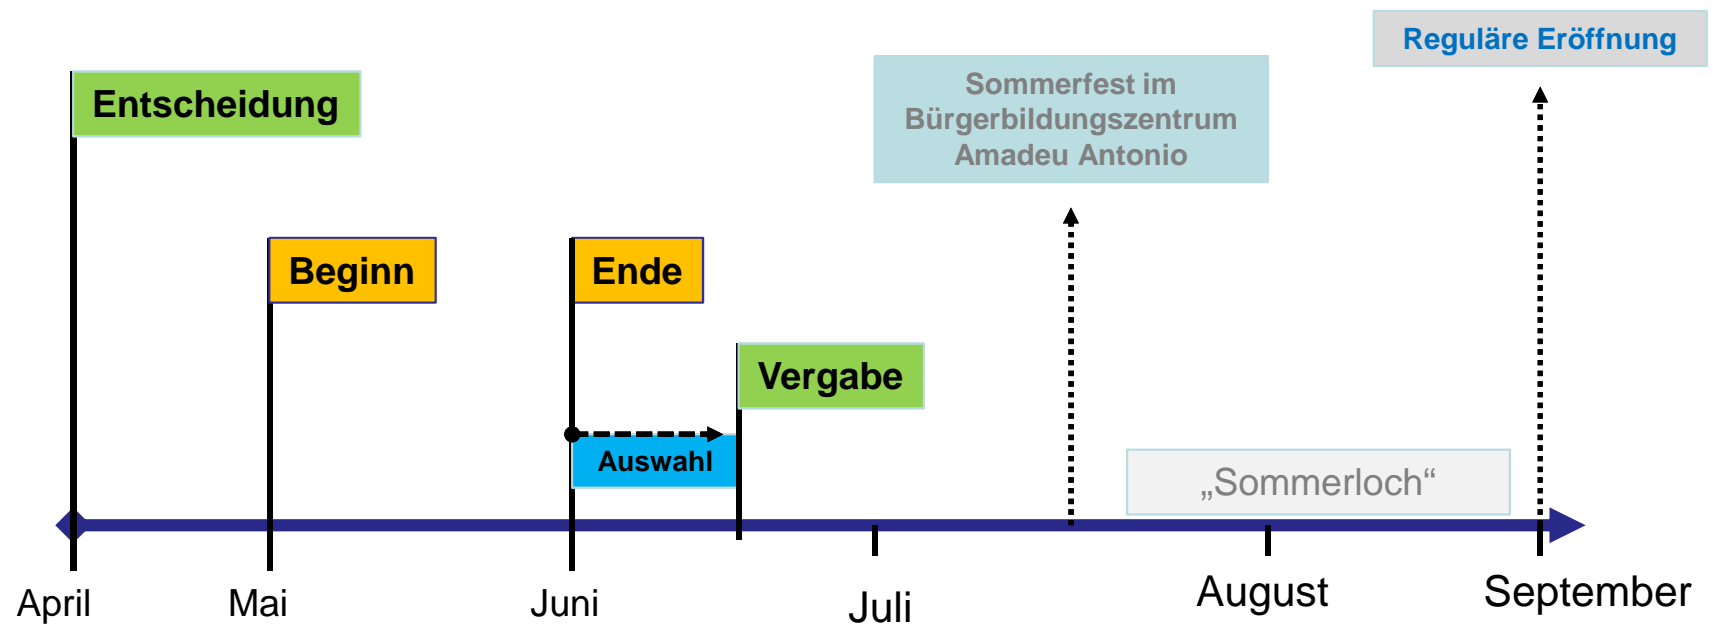 Reguläre Eröffnung
Sommerfest im
Bürgerbildungszentrum
Amadeu Antonio
Entscheidung
Beginn
Ende
Vergabe
Auswahl
„Sommerloch“
April
Mai
Juni
Juli
August
September